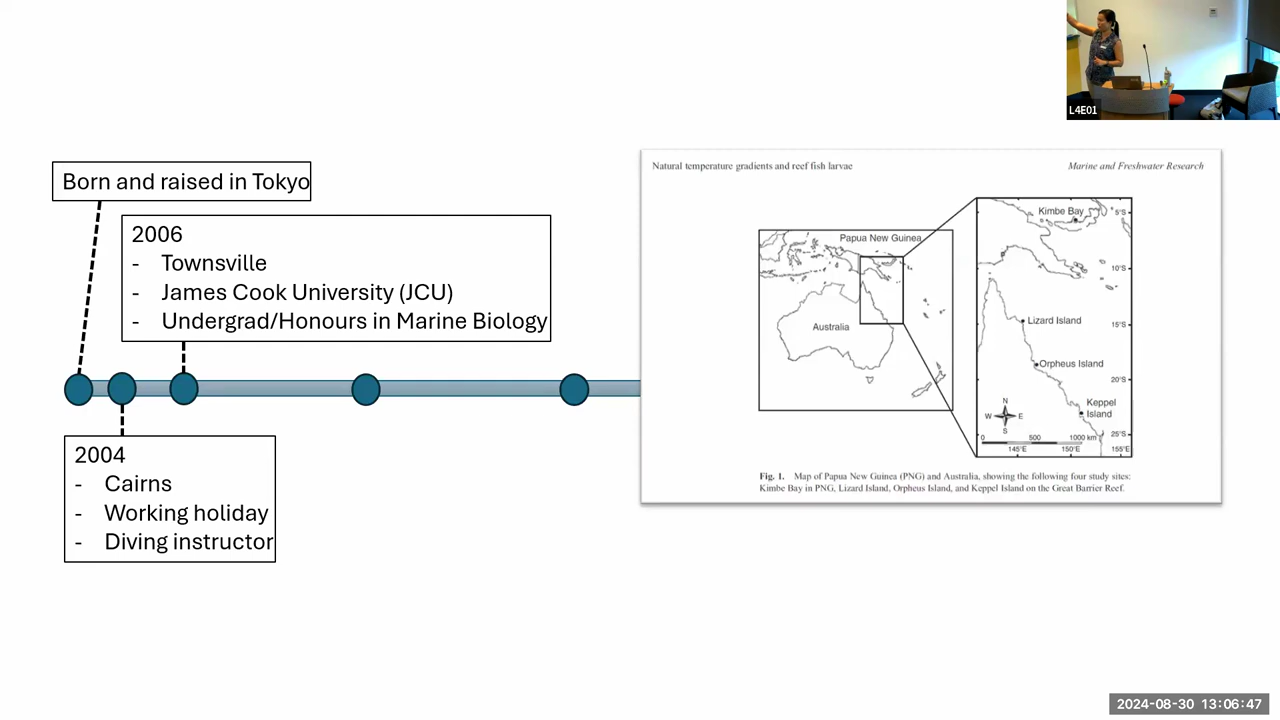 L4E01
Born and raised in Tokyo
2006
- Townsville
- James Cook University (JCU)
- Undergrad/Honours in Marine Biology
2004
- Cairns
- Working holiday
- Diving instructor
Natural temperature gradients and reef fish larvae
Marine and Freshwater Research
Papua New Guinea
Australia
Kimbe Bay
Lizard Island
Orpheus Island
Keppel
Island
5°S
10°S
15°S
20°S
25°S
N
W E
S
0 500 1000 km
145°E 150°E 155°E
Fig. 1. Map of Papua New Guinea (PNG) and Australia, showing the following four study sites:
Kimbe Bay in PNG, Lizard Island, Orpheus Island, and Keppel Island on the Great Barrier Reef.
2024-08-30 13:06:47